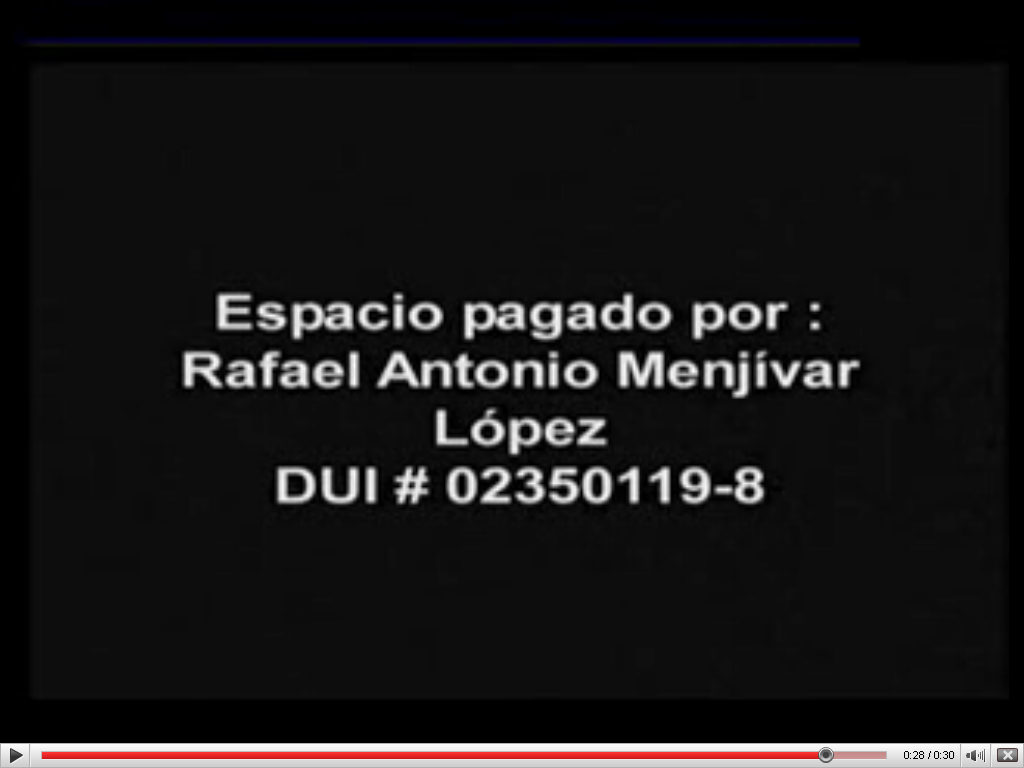 Espacio pagado por :
Rafael Antonio Menjívar
López
DUI # 02350119-8
0:28 / 0:30